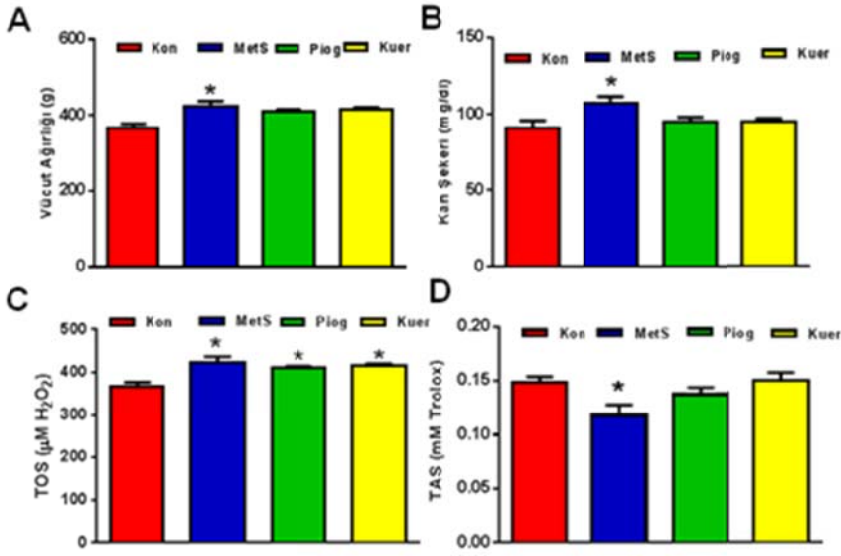 A
600
400
200
0
Vücut Ağırlığı (g)
Kon MetS Piog Kuer
*
B
150
100
50
0
Kan Şekeri (mg/dl)
Kon MetS Piog Kuer
*
C
500
400
300
200
100
0
TOS (µM H₂O₂)
Kon MetS Piog Kuer
* * *
D
0.20
0.15
0.10
0.05
0.00
TAS (mM Trolox)
Kon MetS Piog Kuer
*